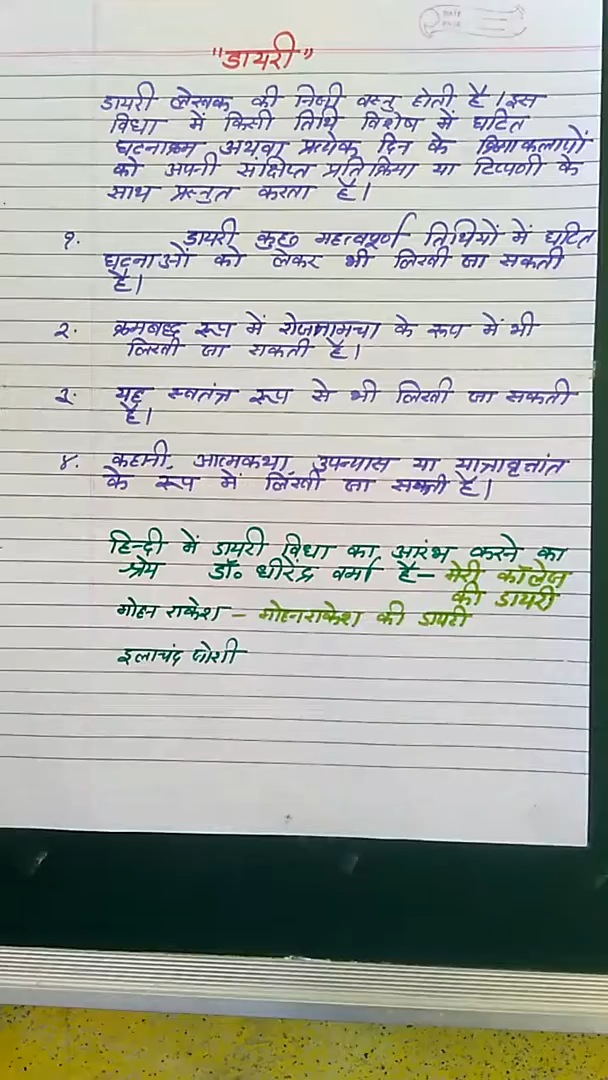 "डायरी"
डायरी लेखक की निजी वस्तु होती है। इस
विधा में किसी तिथि विशेष में घटित
घटनाक्रम अथवा प्रत्येक दिन के क्रियाकलापों
को अपनी संक्षिप्त प्रतिक्रिया या टिप्पणी के
साथ प्रस्तुत करता है।
१. डायरी कुछ महत्वपूर्ण तिथियों में घटित
घटनाओं को लेकर भी लिखी जा सकती
है।
२. क्रमबद्ध रूप में रोजनामचा के रूप में भी
लिखी जा सकती है।
३. यह स्वतंत्र रूप से भी लिखी जा सकती
है।
४. कहानी, आत्मकथा, उपन्यास या यात्रावृत्तांत
के रूप में लिखी जा सकती है।
हिन्दी में डायरी विधा का आरंभ करने का
श्रेय डॉ० धीरेंद्र वर्मा है- मेरी कॉलेज
की डायरी
मोहन राकेश - मोहनराकेश की डायरी
इलाचंद्र जोशी